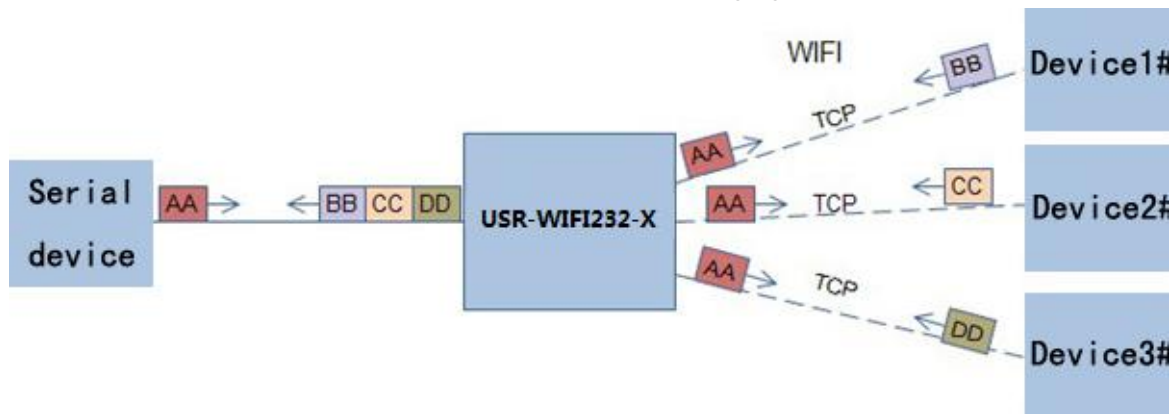 WIFI
BB
Device1#
TCP
AA
Serial
device
AA
BB CC DD
USR-WIFI232-X
AA
TCP
CC
Device2#
AA
TCP
DD
Device3#